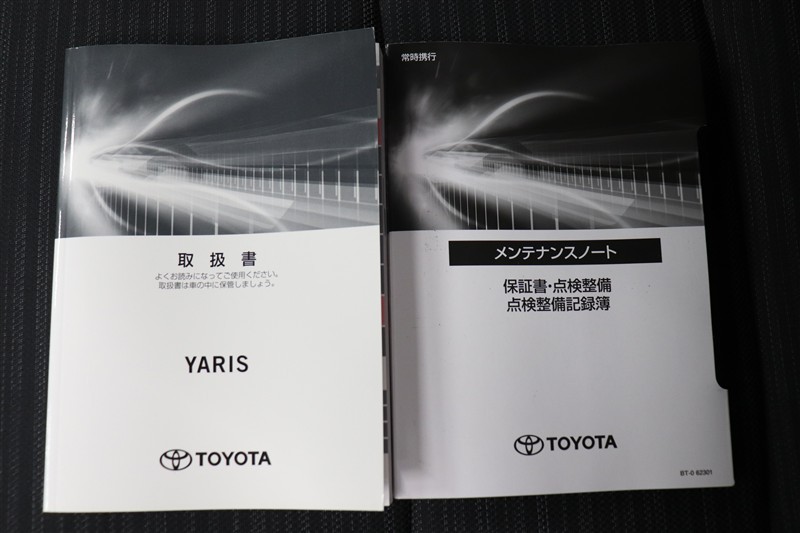 取扱書
よくお読みになってご使用ください。
取扱書は車の中に保管しましょう。
YARIS
TOYOTA
常時携行
メンテナンスノート
保証書・点検整備
点検整備記録簿
TOYOTA
BT-0 62301